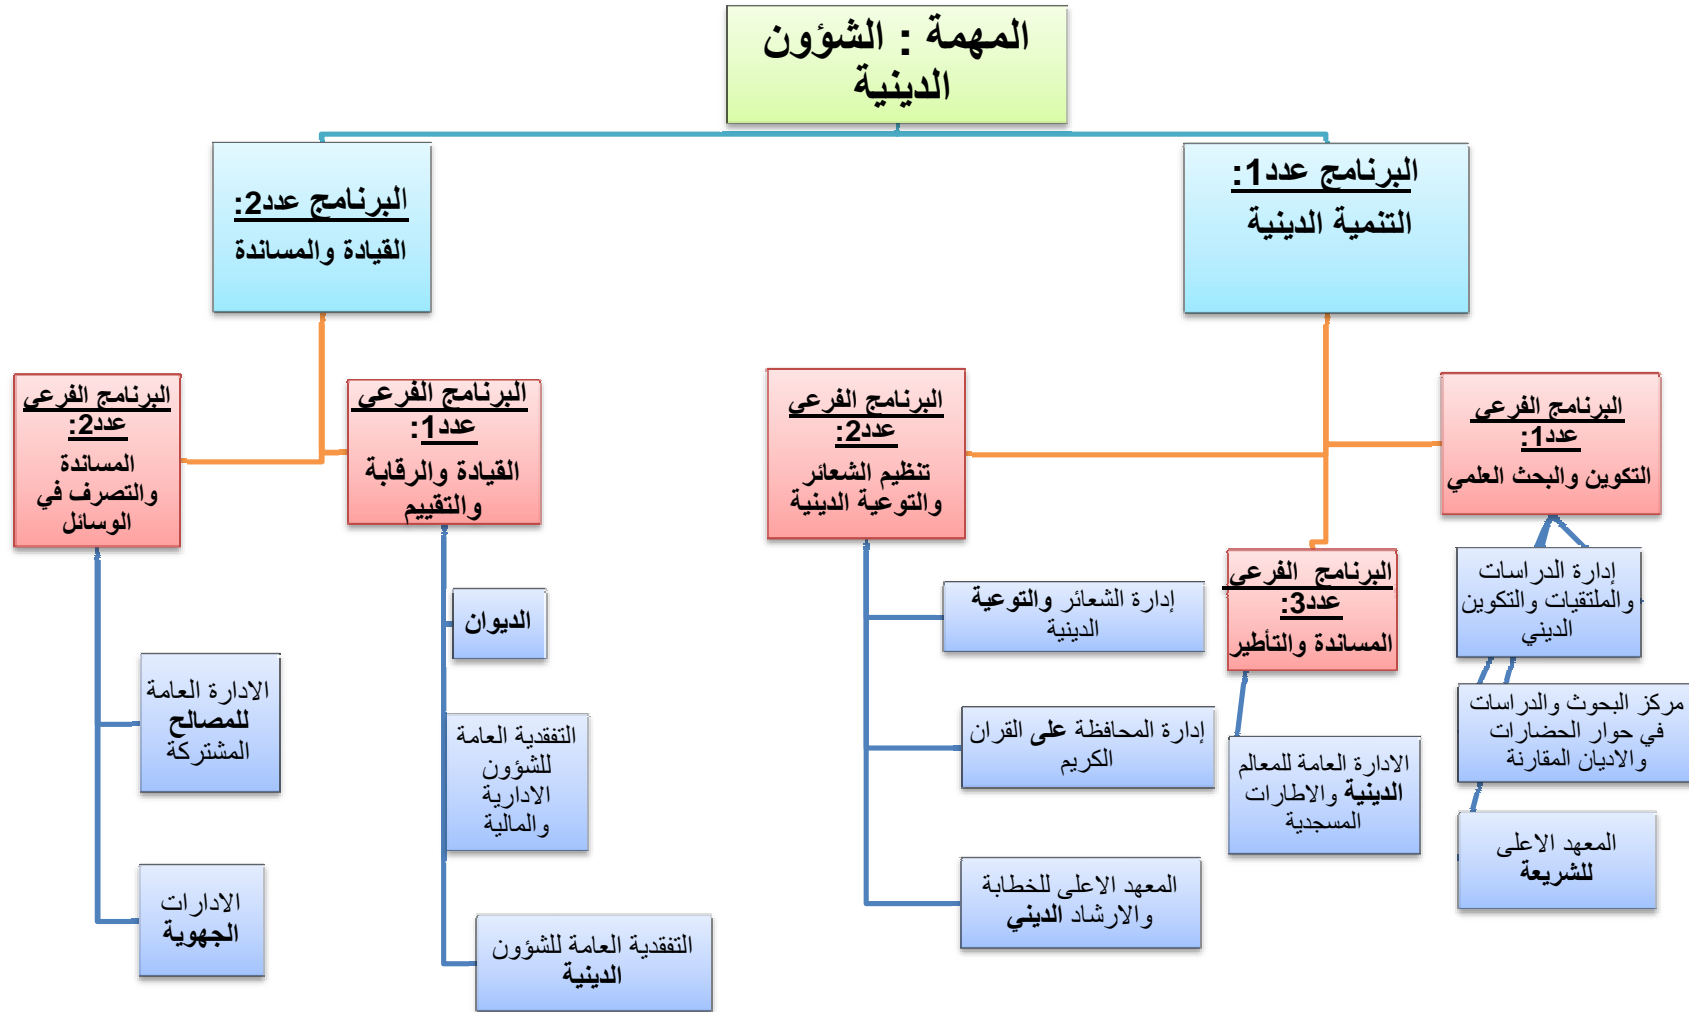 المهمة : الشؤون
الدينية
البرنامج عدد1:
التنمية الدينية
البرنامج عدد2:
القيادة والمساندة
البرنامج الفرعي
عدد1:
التكوين والبحث العلمي
البرنامج الفرعي
عدد2:
تنظيم الشعائر
والتوعية الدينية
البرنامج الفرعي
عدد3:
المساندة والتأطير
البرنامج الفرعي
عدد1:
القيادة والرقابة
والتقييم
البرنامج الفرعي
عدد2:
المساندة
والتصرف في
الوسائل
إدارة الدراسات
والملتقيات والتكوين
الديني
مركز البحوث والدراسات
في حوار الحضارات
والاديان المقارنة
المعهد الاعلى
للشريعة
الادارة العامة للمعالم
الدينية والاطارات
المسجدية
إدارة الشعائر والتوعية
الدينية
إدارة المحافظة على القران
الكريم
المعهد الاعلى للخطابة
والارشاد الديني
الديوان
التفقدية العامة
للشؤون
الادارية
والمالية
التفقدية العامة للشؤون
الدينية
الادارة العامة
للمصالح
المشتركة
الادارات
الجهوية